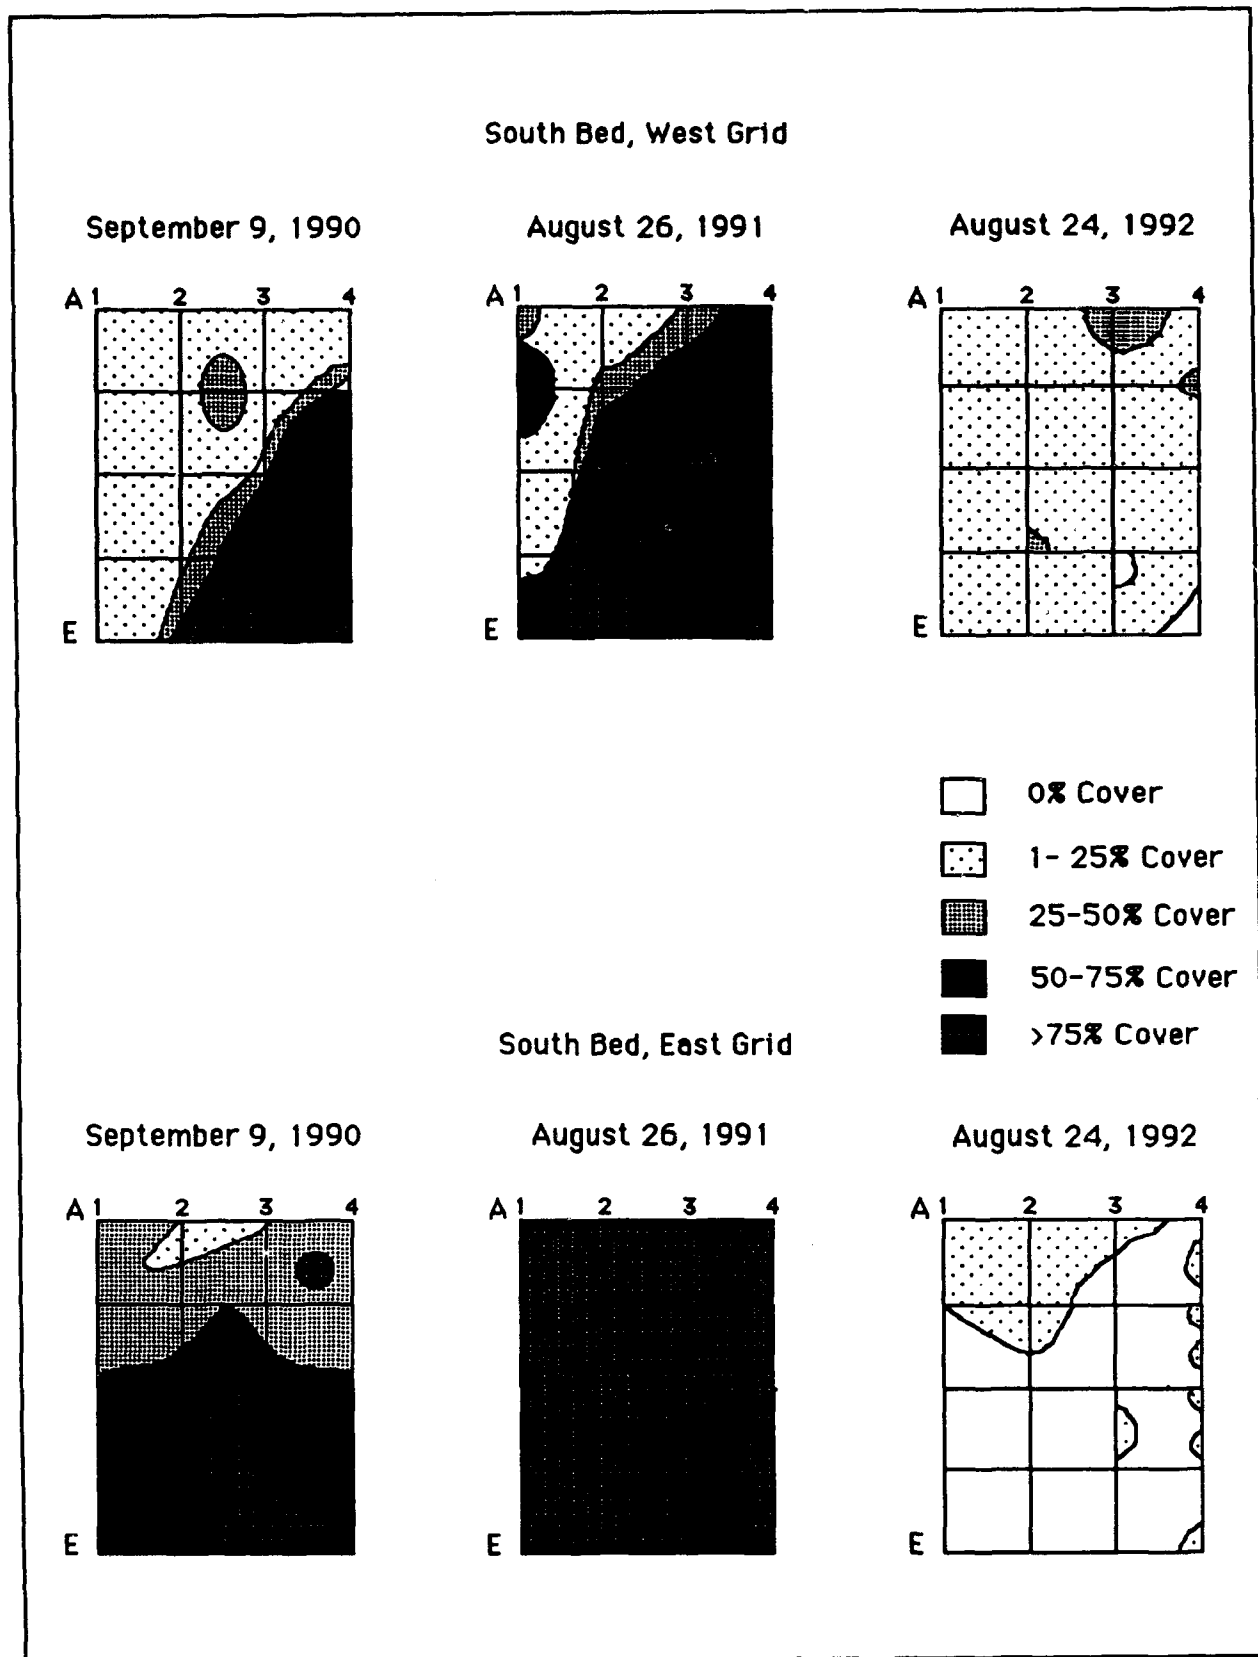 South Bed, West Grid
September 9, 1990
August 26, 1991
August 24, 1992
A 1 2 3 4
E
A 1 2 3 4
E
A 1 2 3 4
E
0% Cover
1- 25% Cover
25-50% Cover
50-75% Cover
>75% Cover
South Bed, East Grid
September 9, 1990
August 26, 1991
August 24, 1992
A 1 2 3 4
E
A 1 2 3 4
E
A 1 2 3 4
E